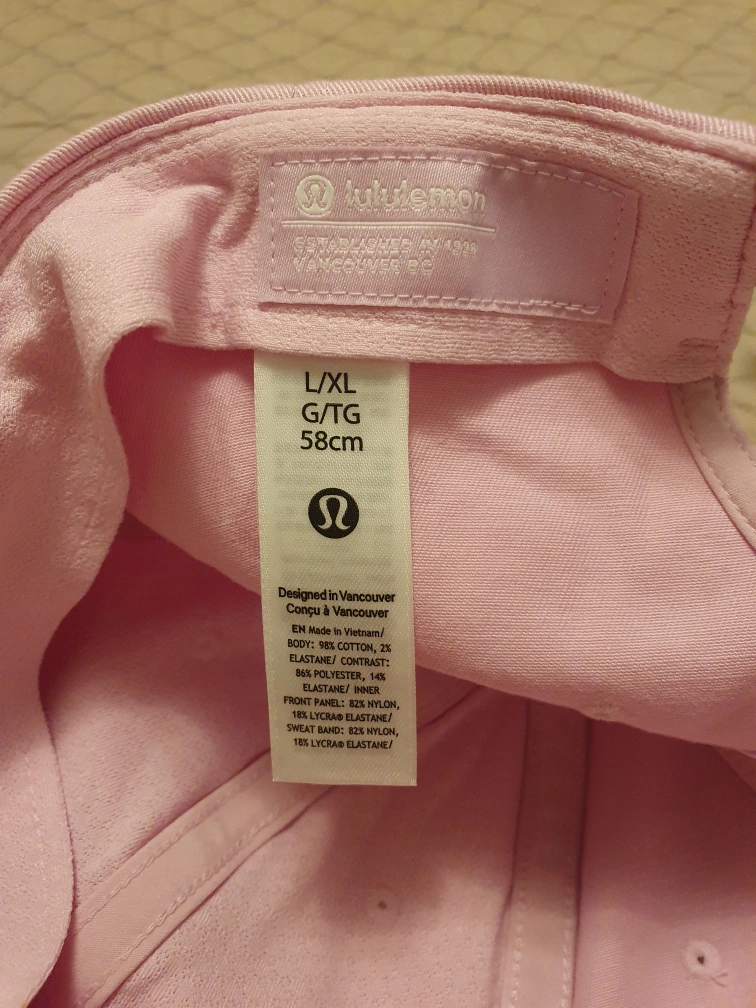 lululemon
ESTABLISHED IN 1998
VANCOUVER BC
L/XL
G/TG
58cm
Designed in Vancouver
Conçu à Vancouver
EN Made in Vietnam/
BODY: 98% COTTON, 2%
ELASTANE/ CONTRAST:
86% POLYESTER, 14%
ELASTANE/ INNER
FRONT PANEL: 82% NYLON,
18% LYCRA® ELASTANE/
SWEAT BAND: 82% NYLON,
18% LYCRA® ELASTANE/